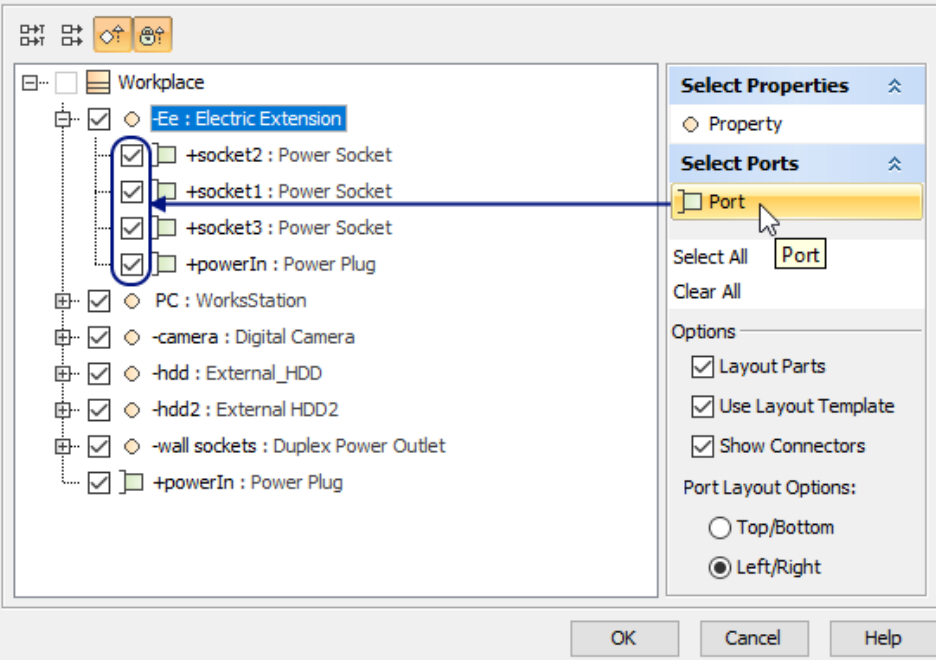 Workplace
-Ee : Electric Extension
+socket2 : Power Socket
+socket1 : Power Socket
+socket3 : Power Socket
+powerIn : Power Plug
PC : WorksStation
-camera : Digital Camera
-hdd : External_HDD
-hdd2 : External HDD2
-wall sockets : Duplex Power Outlet
+powerIn : Power Plug
Select Properties
Property
Select Ports
Port
Port
Select All
Clear All
Options
Layout Parts
Use Layout Template
Show Connectors
Port Layout Options:
Top/Bottom
Left/Right
OK
Cancel
Help